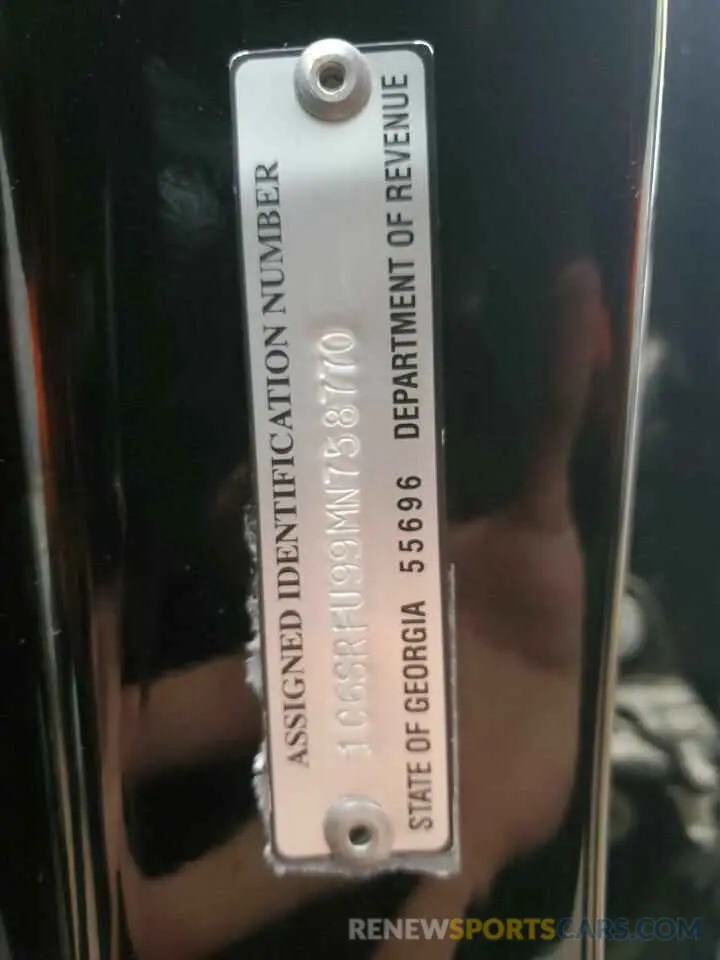 ASSIGNED IDENTIFICATION NUMBER
1C6SRFU99MN758770
STATE OF GEORGIA 55696 DEPARTMENT OF REVENUE
RENEWSPORTSCARS.COM